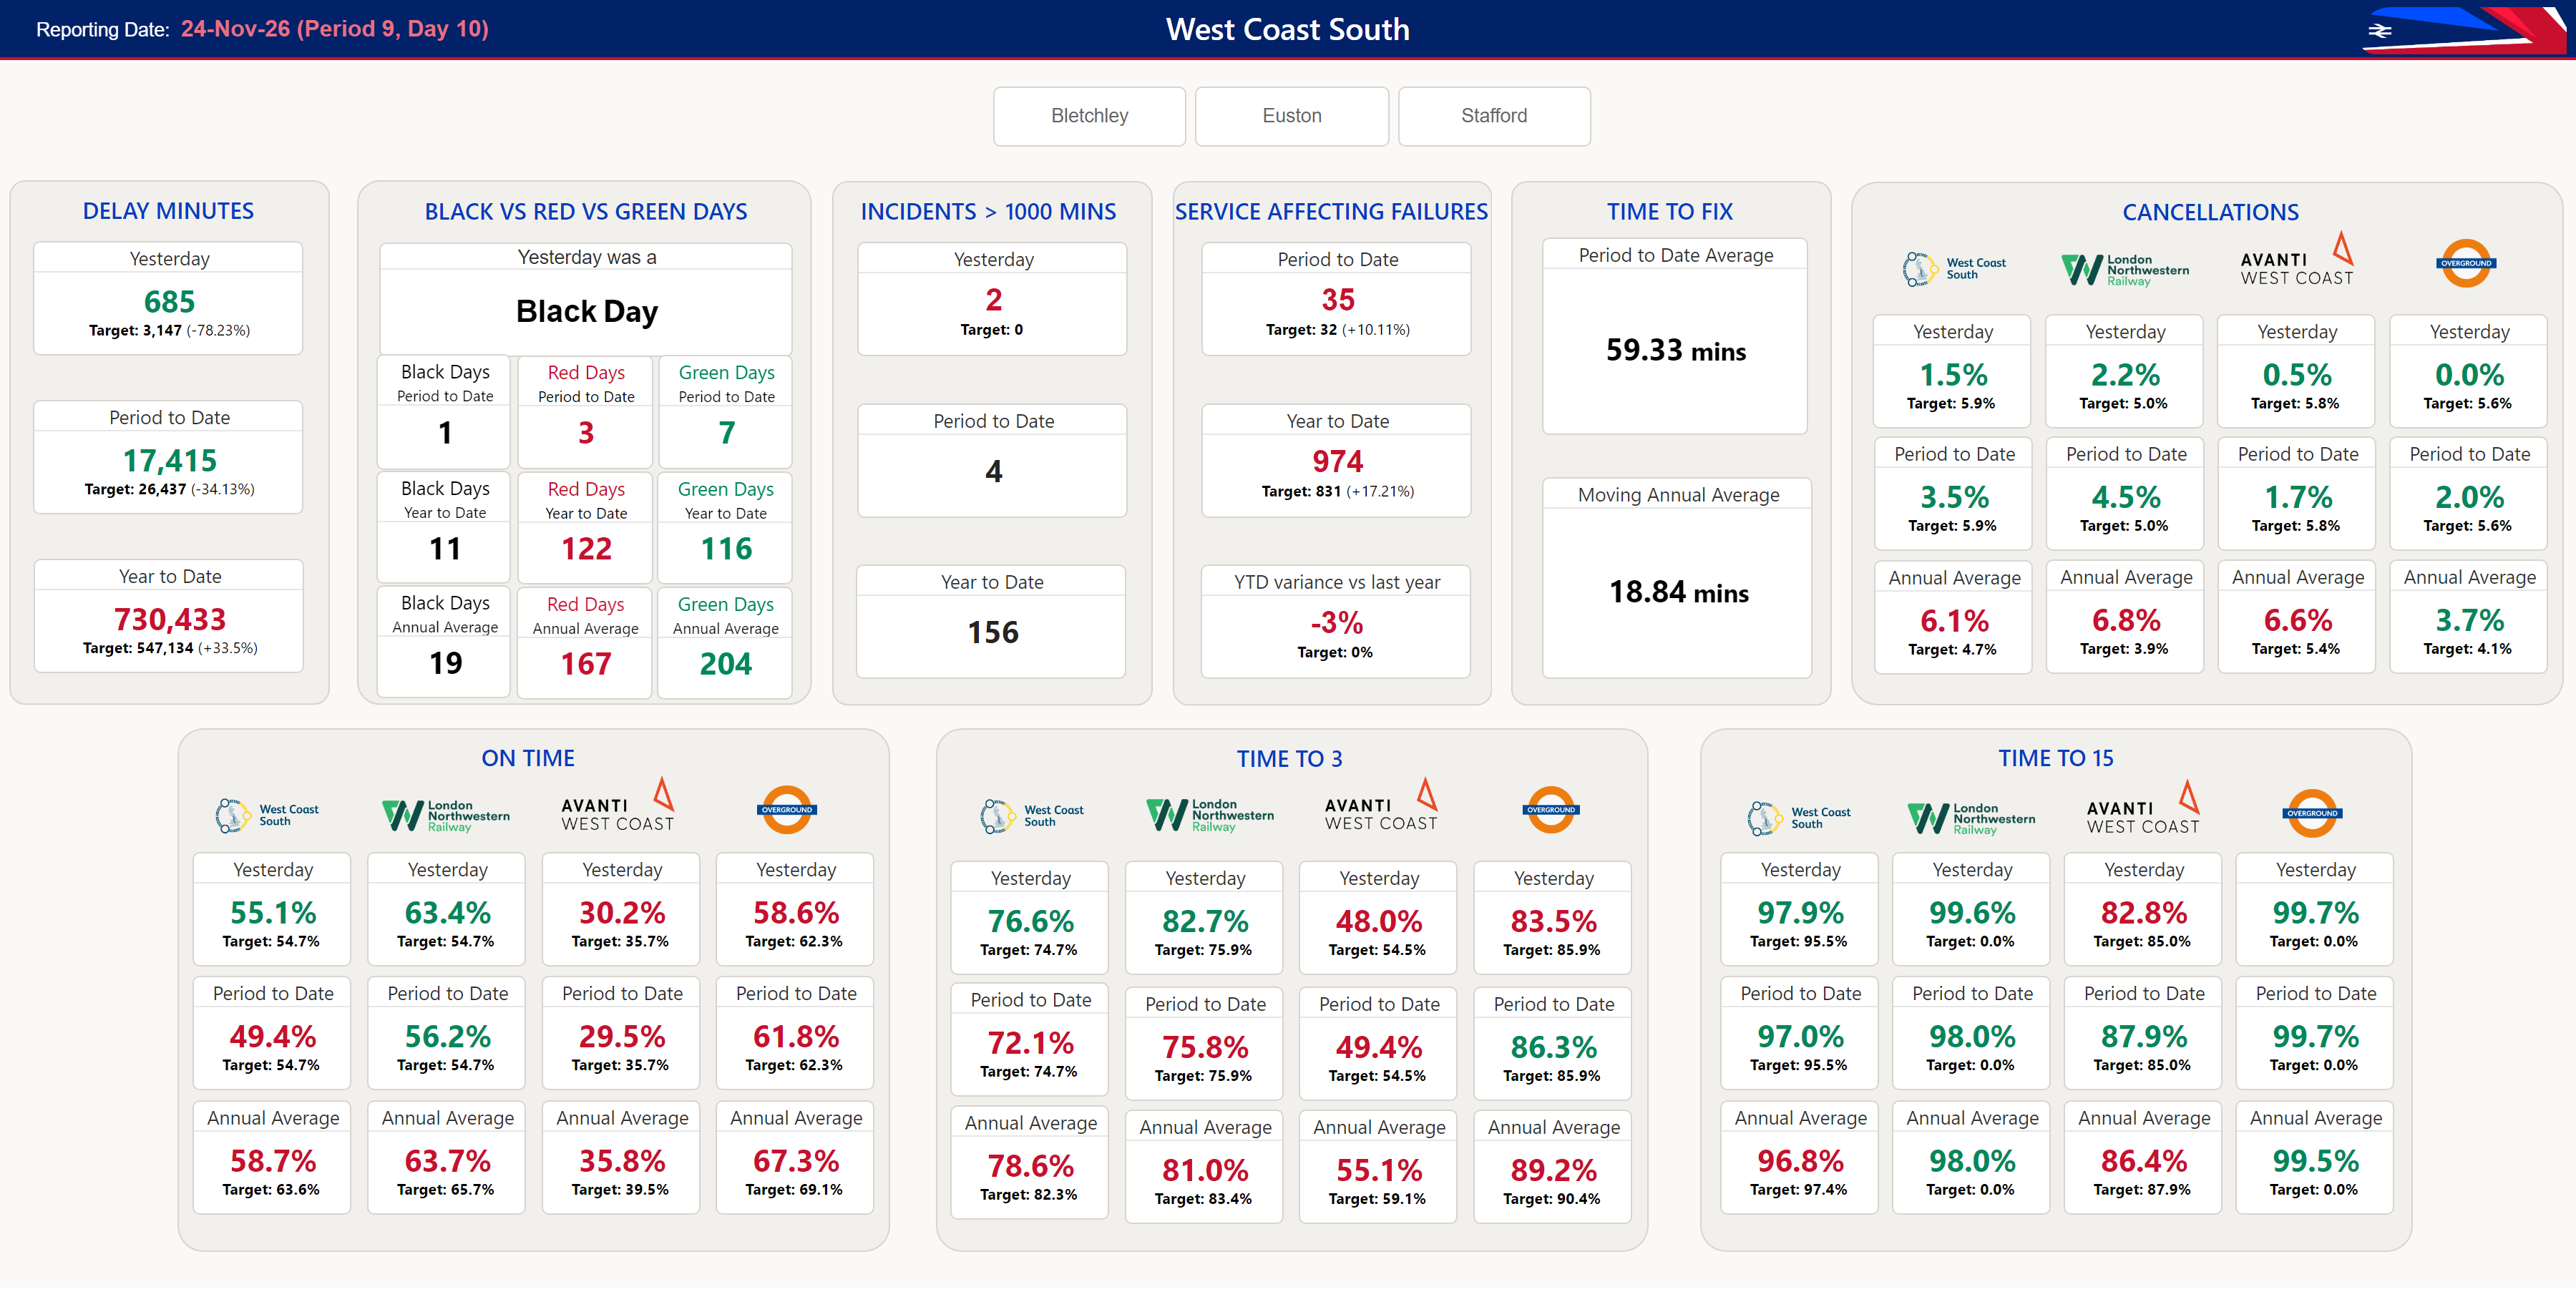 Reporting Date: 24-Nov-26 (Period 9, Day 10)
West Coast South
Bletchley
Euston
Stafford
DELAY MINUTES
Yesterday
685
Target: 3,147 (-78.23%)
Period to Date
17,415
Target: 26,437 (-34.13%)
Year to Date
730,433
Target: 547,134 (+33.5%)
BLACK VS RED VS GREEN DAYS
Yesterday was a
Black Day
Black Days
Period to Date
1
Red Days
Period to Date
3
Green Days
Period to Date
7
Black Days
Year to Date
11
Red Days
Year to Date
122
Green Days
Year to Date
116
Black Days
Annual Average
19
Red Days
Annual Average
167
Green Days
Annual Average
204
INCIDENTS > 1000 MINS
Yesterday
2
Target: 0
Period to Date
4
Year to Date
156
SERVICE AFFECTING FAILURES
Period to Date
35
Target: 32 (+10.11%)
Year to Date
974
Target: 831 (+17.21%)
YTD variance vs last year
-3%
Target: 0%
TIME TO FIX
Period to Date Average
59.33 mins
Moving Annual Average
18.84 mins
CANCELLATIONS
West Coast
South
London
Northwestern
Railway
AVANTI
WEST COAST
OVERGROUND
Yesterday
1.5%
Target: 5.9%
Yesterday
2.2%
Target: 5.0%
Yesterday
0.5%
Target: 5.8%
Yesterday
0.0%
Target: 5.6%
Period to Date
3.5%
Target: 5.9%
Period to Date
4.5%
Target: 5.0%
Period to Date
1.7%
Target: 5.8%
Period to Date
2.0%
Target: 5.6%
Annual Average
6.1%
Target: 4.7%
Annual Average
6.8%
Target: 3.9%
Annual Average
6.6%
Target: 5.4%
Annual Average
3.7%
Target: 4.1%
ON TIME
West Coast
South
London
Northwestern
Railway
AVANTI
WEST COAST
OVERGROUND
Yesterday
55.1%
Target: 54.7%
Yesterday
63.4%
Target: 54.7%
Yesterday
30.2%
Target: 35.7%
Yesterday
58.6%
Target: 62.3%
Period to Date
49.4%
Target: 54.7%
Period to Date
56.2%
Target: 54.7%
Period to Date
29.5%
Target: 35.7%
Period to Date
61.8%
Target: 62.3%
Annual Average
58.7%
Target: 63.6%
Annual Average
63.7%
Target: 65.7%
Annual Average
35.8%
Target: 39.5%
Annual Average
67.3%
Target: 69.1%
TIME TO 3
West Coast
South
London
Northwestern
Railway
AVANTI
WEST COAST
OVERGROUND
Yesterday
76.6%
Target: 74.7%
Yesterday
82.7%
Target: 75.9%
Yesterday
48.0%
Target: 54.5%
Yesterday
83.5%
Target: 85.9%
Period to Date
72.1%
Target: 74.7%
Period to Date
75.8%
Target: 75.9%
Period to Date
49.4%
Target: 54.5%
Period to Date
86.3%
Target: 85.9%
Annual Average
78.6%
Target: 82.3%
Annual Average
81.0%
Target: 83.4%
Annual Average
55.1%
Target: 59.1%
Annual Average
89.2%
Target: 90.4%
TIME TO 15
West Coast
South
London
Northwestern
Railway
AVANTI
WEST COAST
OVERGROUND
Yesterday
97.9%
Target: 95.5%
Yesterday
99.6%
Target: 0.0%
Yesterday
82.8%
Target: 85.0%
Yesterday
99.7%
Target: 0.0%
Period to Date
97.0%
Target: 95.5%
Period to Date
98.0%
Target: 0.0%
Period to Date
87.9%
Target: 85.0%
Period to Date
99.7%
Target: 0.0%
Annual Average
96.8%
Target: 97.4%
Annual Average
98.0%
Target: 0.0%
Annual Average
86.4%
Target: 87.9%
Annual Average
99.5%
Target: 0.0%